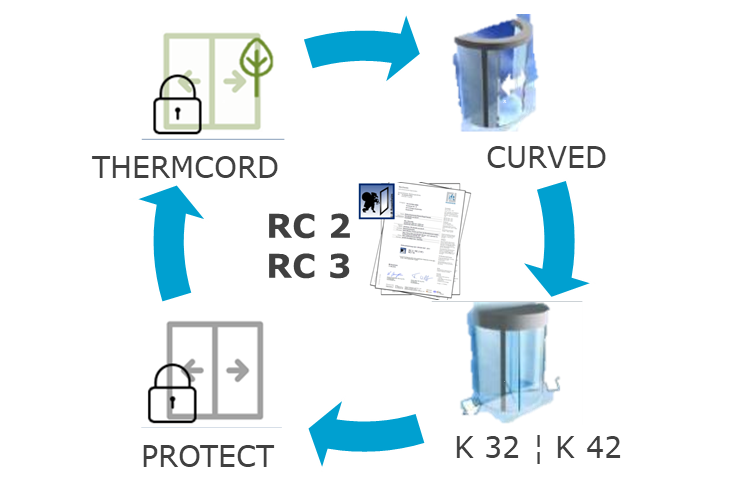 THERMCORD
CURVED
RC 2
RC 3
PROTECT
K 32 ¦ K 42